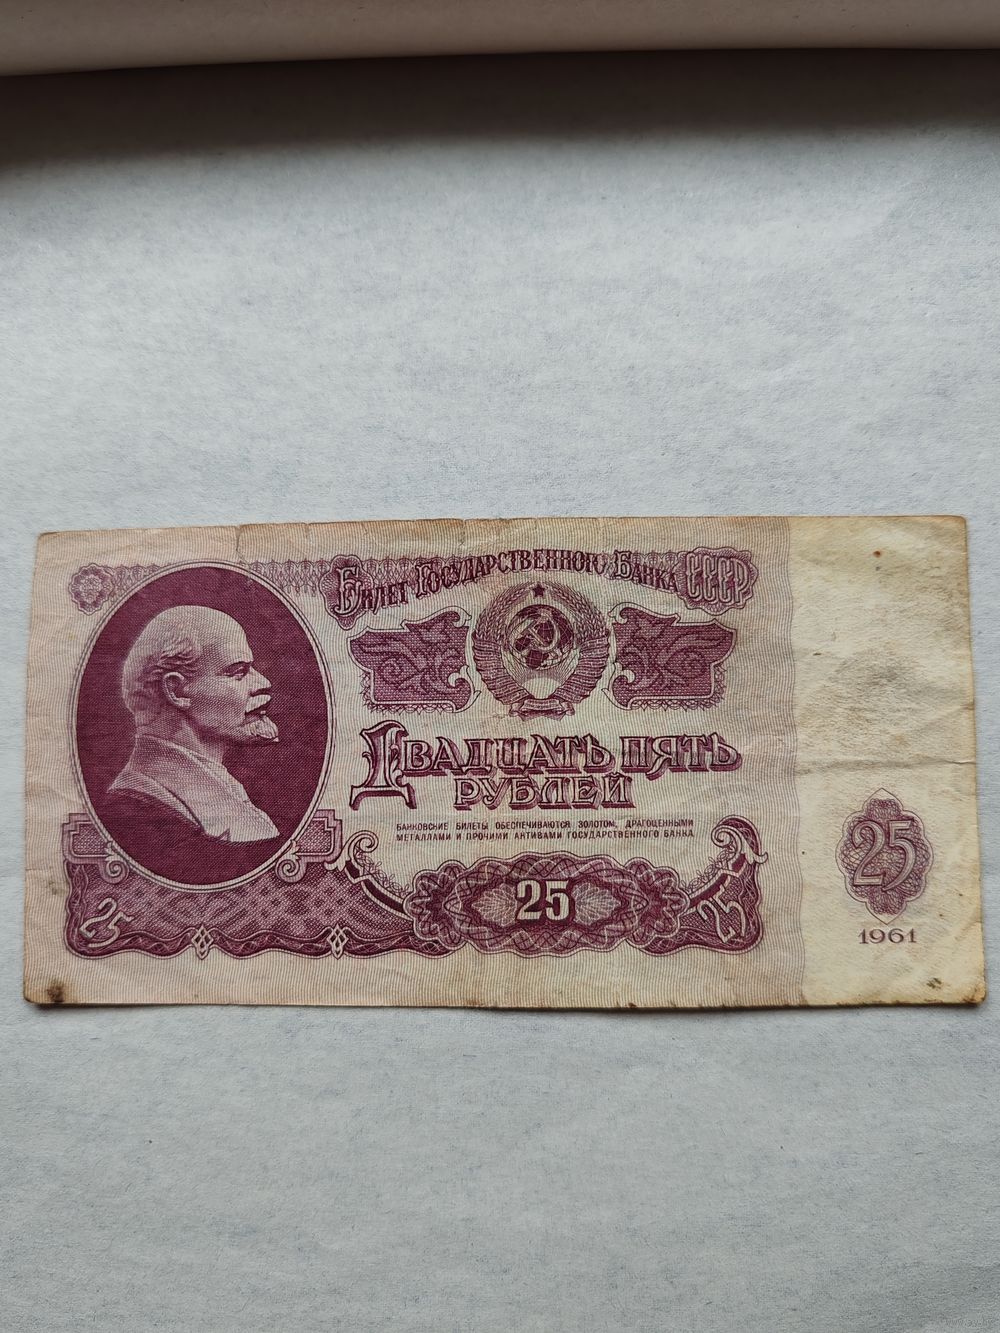 Билет Государственного Банка СССР
Двадцать пять
рублей
БАНКОВСКИЕ БИЛЕТЫ ОБЕСПЕЧИВАЮТСЯ ЗОЛОТОМ, ДРАГОЦЕННЫМИ
МЕТАЛЛАМИ И ПРОЧИМИ АКТИВАМИ ГОСУДАРСТВЕННОГО БАНКА
25
25
25
25
1961